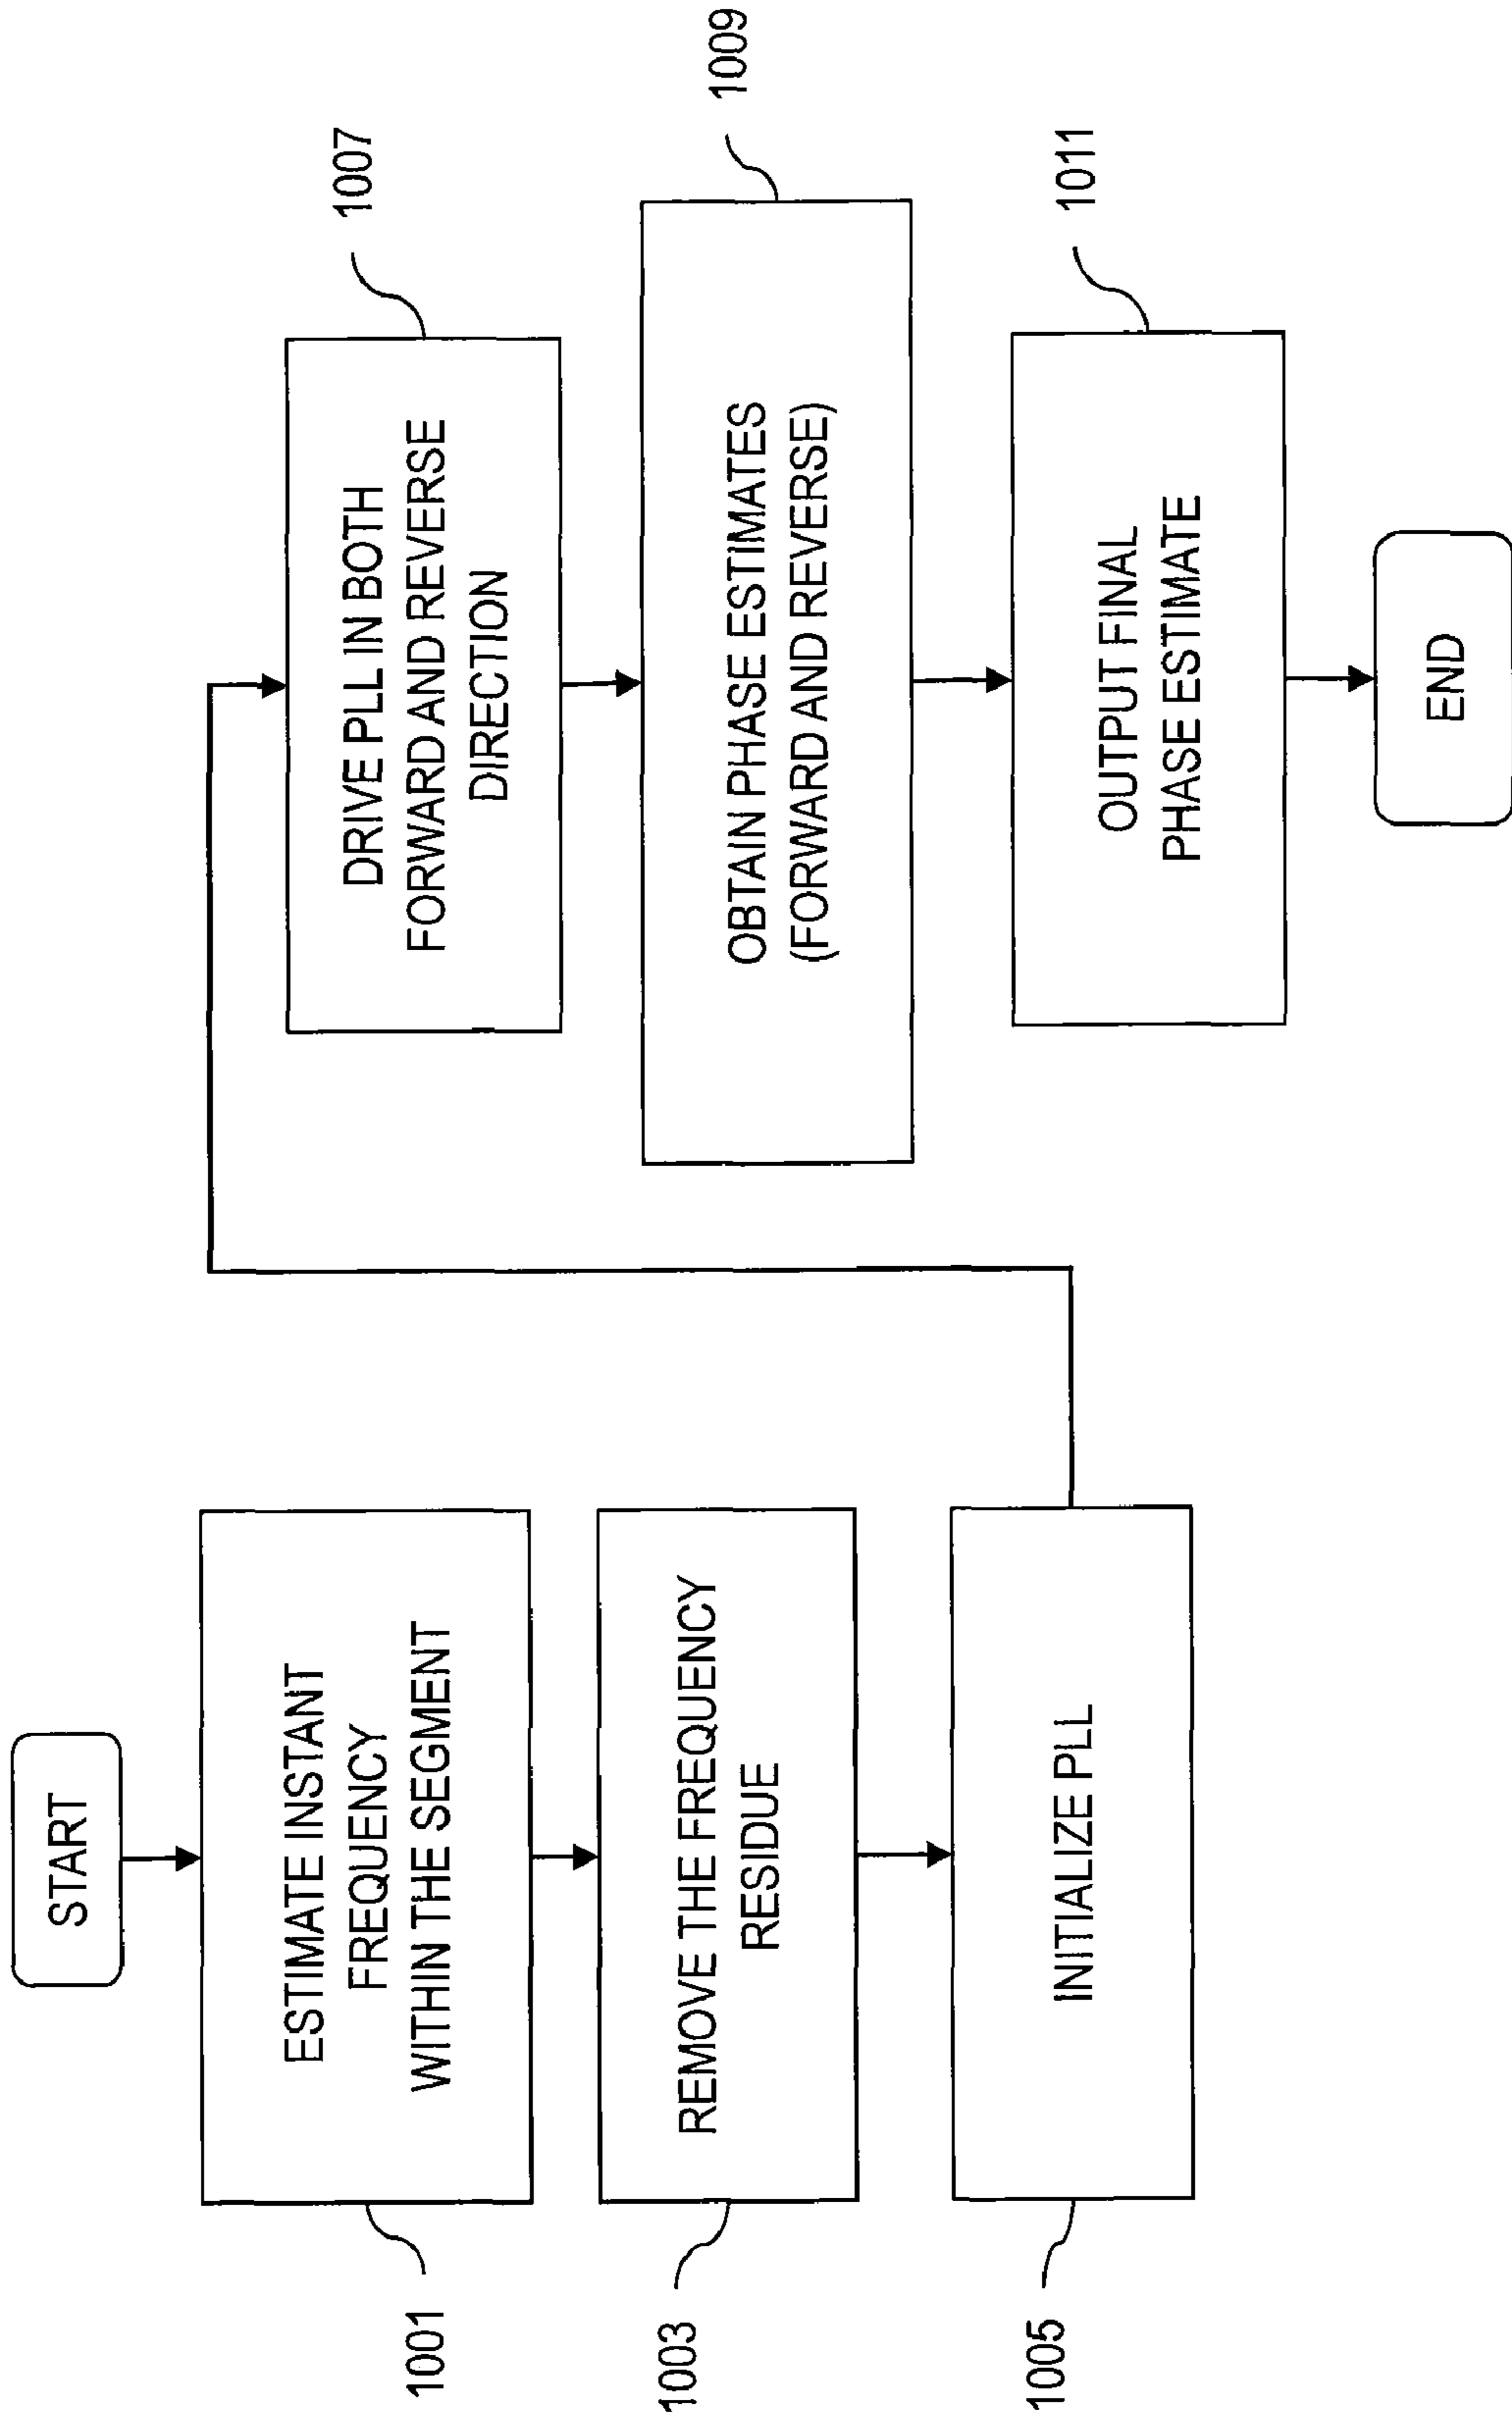 START
ESTIMATE INSTANT
FREQUENCY
WITHIN THE SEGMENT
1001
REMOVE THE FREQUENCY
RESIDUE
1003
INITIALIZE PLL
1005
DRIVE PLL IN BOTH
FORWARD AND REVERSE
DIRECTION
1007
OBTAIN PHASE ESTIMATES
(FORWARD AND REVERSE)
1009
OUTPUT FINAL
PHASE ESTIMATE
1011
END